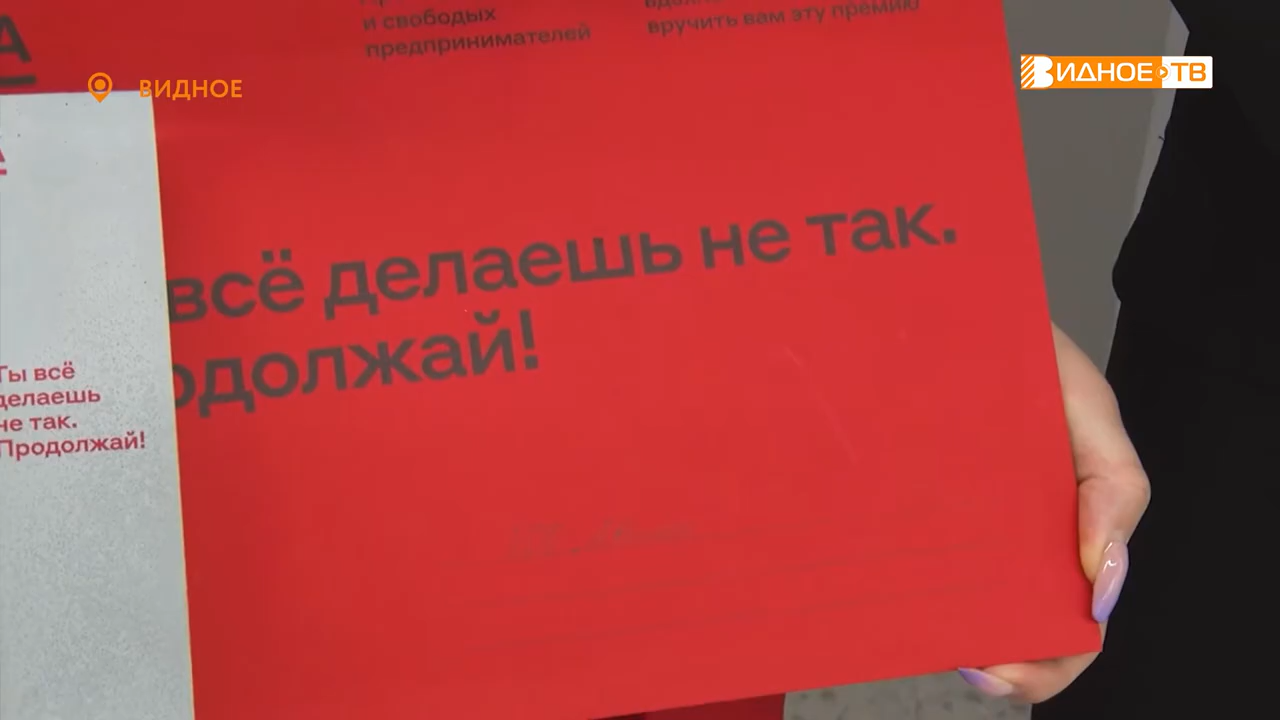 А
и свободых
предпринимателей
вручить вам эту премию
ВИДНОЕ
ВИДНОЕ ТВ
всё делаешь не так.
одолжай!
Ты всё
делаешь
не так.
Продолжай!